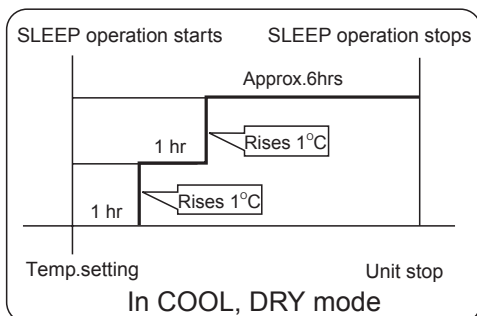 SLEEP operation starts
SLEEP operation stops
Approx.6hrs
1 hr
Rises 1°C
1 hr
Rises 1°C
Temp.setting
Unit stop
In COOL, DRY mode